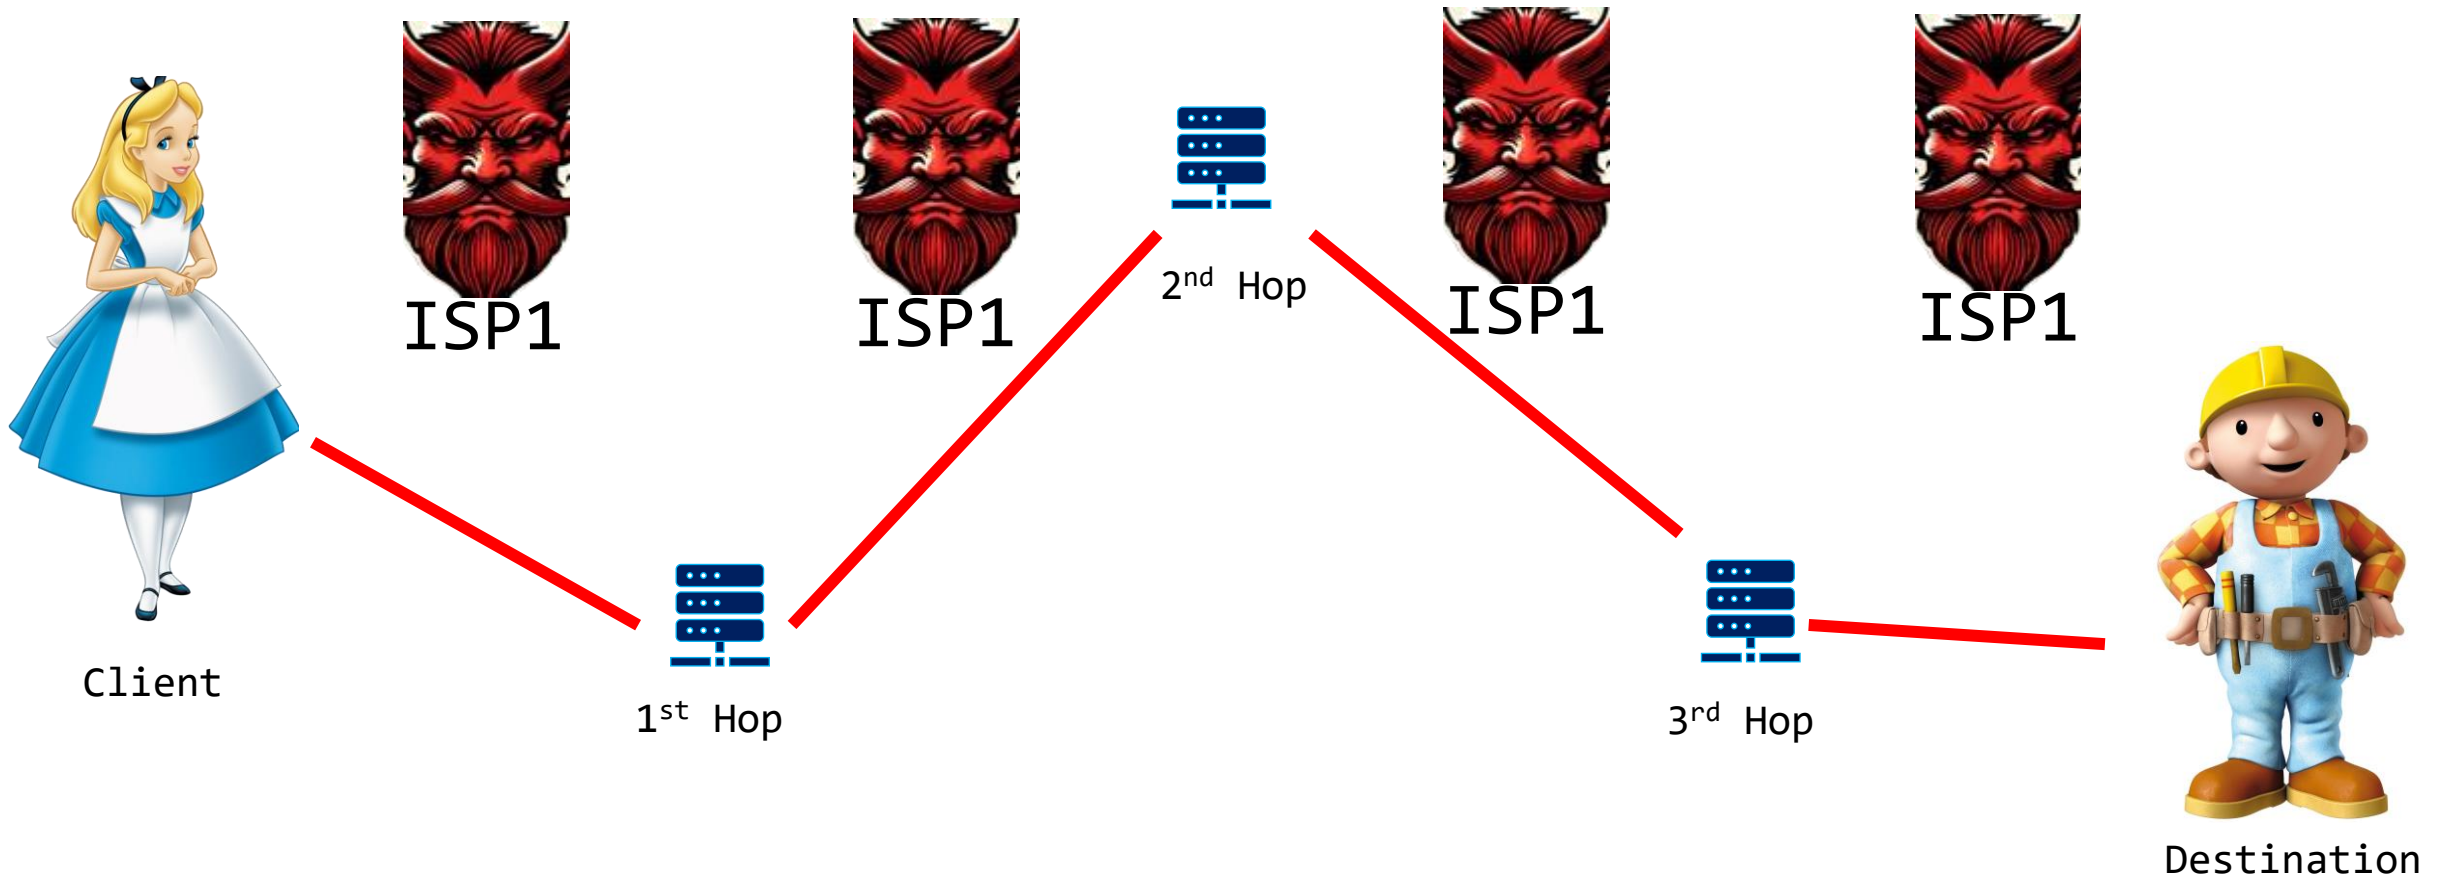 ISP1
ISP1
2nd Hop
ISP1
ISP1
Client
1st Hop
3rd Hop
Destination